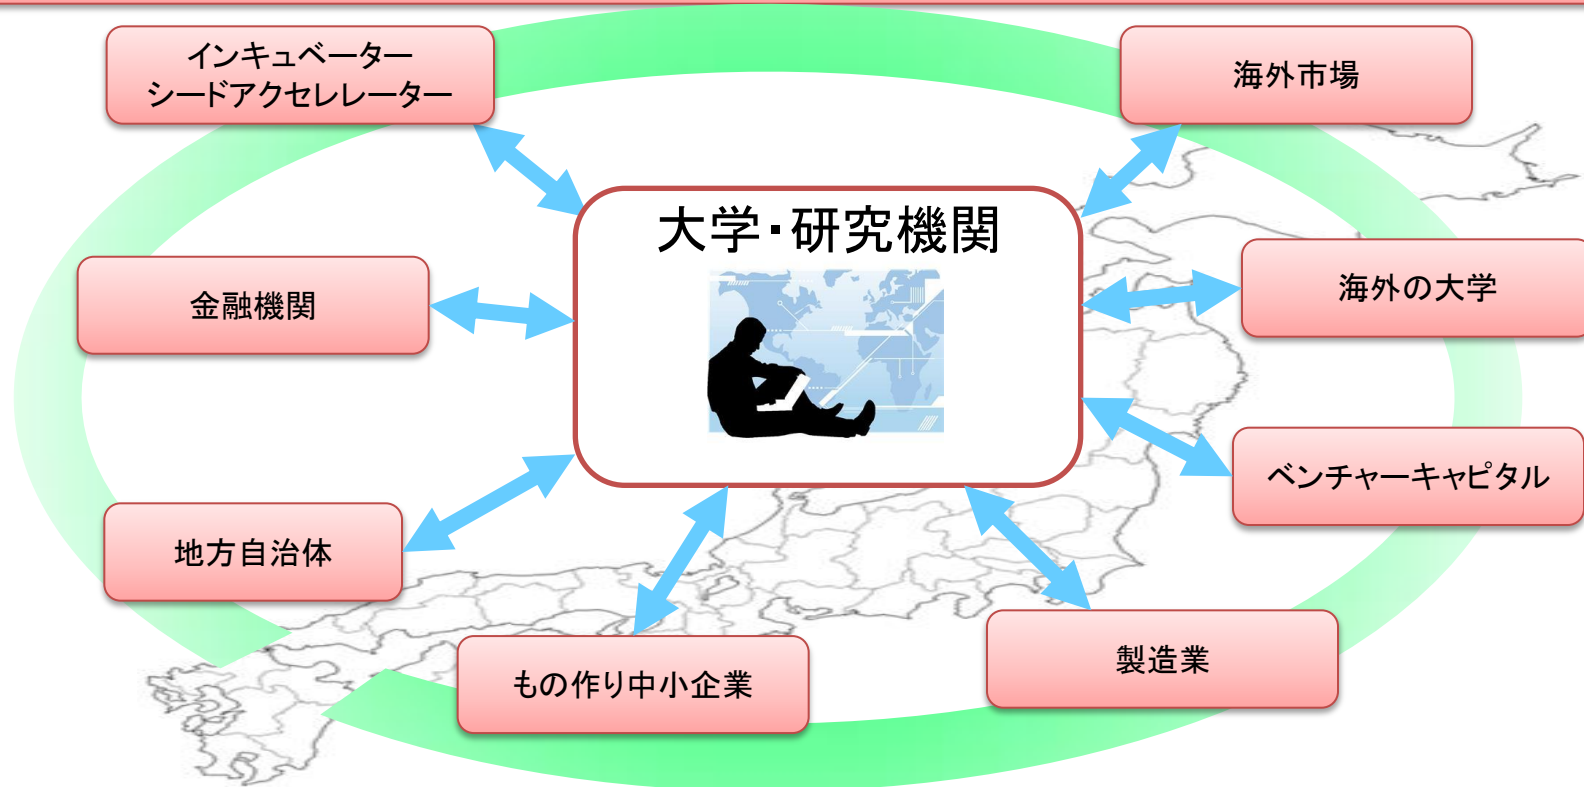 インキュベーター
シードアクセレレーター
海外市場
大学・研究機関
金融機関
海外の大学
ベンチャーキャピタル
地方自治体
もの作り中小企業
製造業